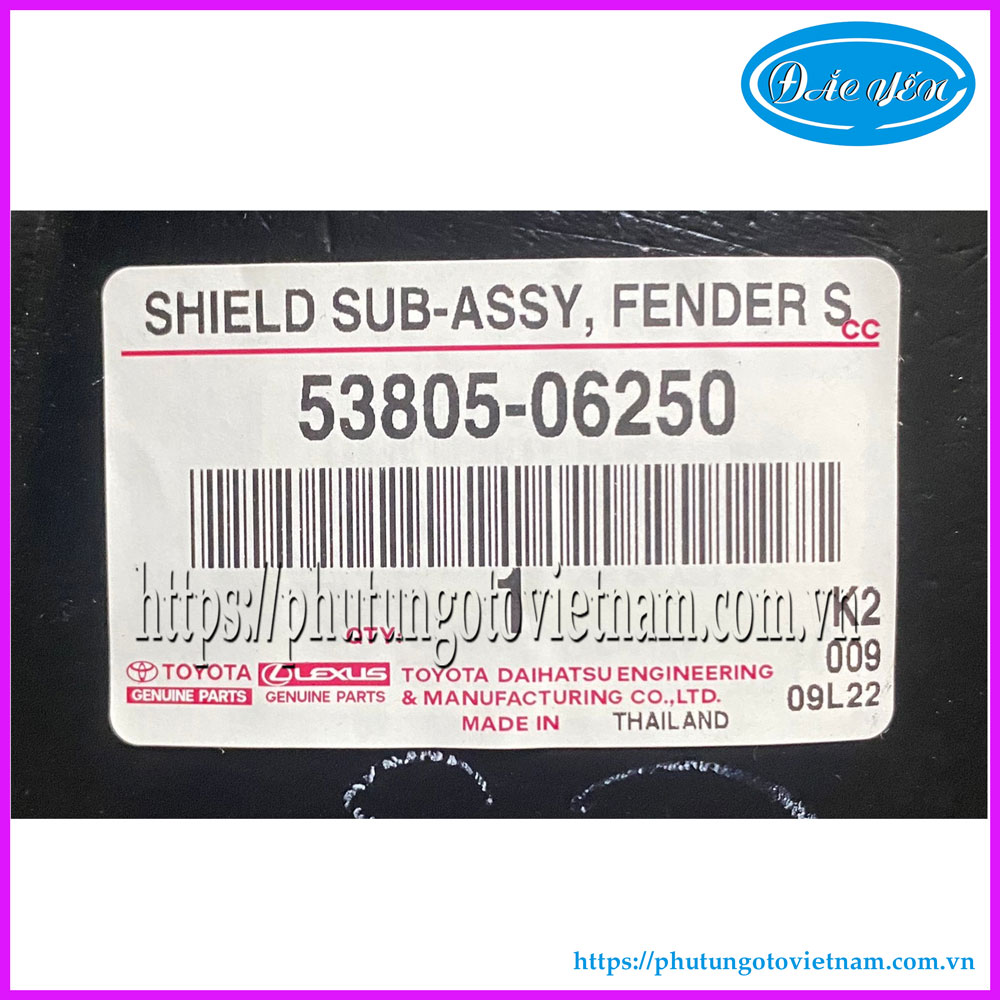 ĐẮC YẾN
SHIELD SUB-ASSY, FENDER S
CC
53805-06250
https://phutungotovietnam.com.vn
1
QTY:
K2
009
09L22
TOYOTA
GENUINE PARTS
LEXUS
GENUINE PARTS
TOYOTA DAIHATSU ENGINEERING
& MANUFACTURING CO.,LTD.
MADE IN THAILAND
https://phutungotovietnam.com.vn